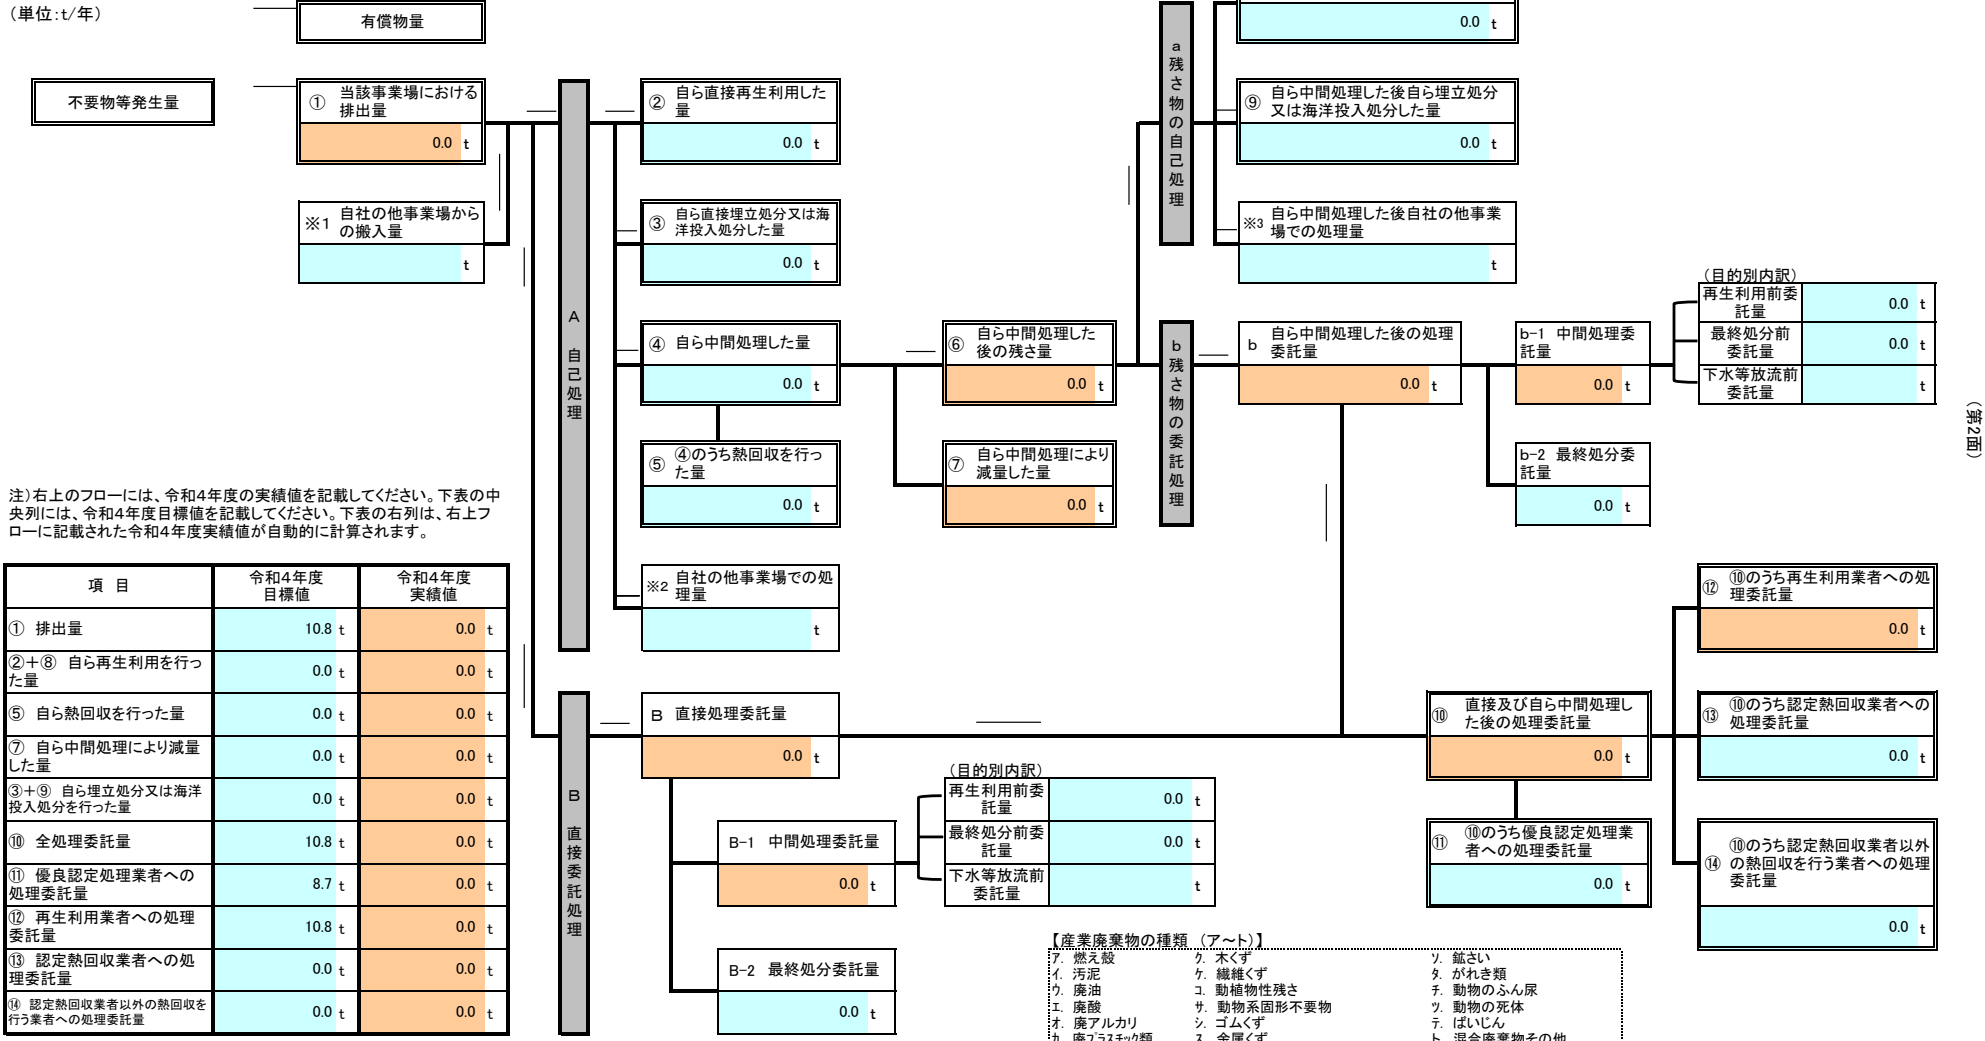 （単位：t/年）
有償物量
不要物等発生量
① 当該事業場における
排出量
0.0 t
※1 自社の他事業場から
の搬入量
t
A 自己処理
② 自ら直接再生利用した
量
0.0 t
③ 自ら直接埋立処分又は海
洋投入処分した量
0.0 t
④ 自ら中間処理した量
0.0 t
⑤ ④のうち熱回収を行っ
た量
0.0 t
※2 自社の他事業場での処
理量
t
⑥ 自ら中間処理した
後の残さ量
0.0 t
⑦ 自ら中間処理により
減量した量
0.0 t
a 残さ物の自己処理
0.0 t
⑨ 自ら中間処理した後自ら埋立処分
又は海洋投入処分した量
0.0 t
※3 自ら中間処理した後自社の他事業
場での処理量
t
b 残さ物の委託処理
b 自ら中間処理した後の処理
委託量
0.0 t
b-1 中間処理委
託量
0.0 t
b-2 最終処分委
託量
0.0 t
（目的別内訳）
再生利用前委
託量
0.0 t
最終処分前
委託量
0.0 t
下水等放流前
委託量
t
（第2面）
注）右上のフローには、令和4年度の実績値を記載してください。下表の中
央列には、令和4年度目標値を記載してください。下表の右列は、右上フ
ローに記載された令和4年度実績値が自動的に計算されます。
項 目 令和4年度
目標値 令和4年度
実績値
① 排出量 10.8 t 0.0 t
②＋⑧ 自ら再生利用を行っ
た量 0.0 t 0.0 t
⑤ 自ら熱回収を行った量 0.0 t 0.0 t
⑦ 自ら中間処理により減量
した量 0.0 t 0.0 t
③＋⑨ 自ら埋立処分又は海洋
投入処分を行った量 0.0 t 0.0 t
⑩ 全処理委託量 10.8 t 0.0 t
⑪ 優良認定処理業者への
処理委託量 8.7 t 0.0 t
⑫ 再生利用業者への処理
委託量 10.8 t 0.0 t
⑬ 認定熱回収業者への処
理委託量 0.0 t 0.0 t
⑭ 認定熱回収業者以外の熱回収を
行う業者への処理委託量 0.0 t 0.0 t
B 直接委託処理
B 直接処理委託量
0.0 t
B-1 中間処理委託量
0.0 t
B-2 最終処分委託量
0.0 t
（目的別内訳）
再生利用前委
託量
0.0 t
最終処分前委
託量
0.0 t
下水等放流前
委託量
t
⑩ 直接及び自ら中間処理し
た後の処理委託量
0.0 t
⑪ ⑩のうち優良認定処理業
者への処理委託量
0.0 t
⑫ ⑩のうち再生利用業者への処
理委託量
0.0 t
⑬ ⑩のうち認定熱回収業者への
処理委託量
0.0 t
⑭ ⑩のうち認定熱回収業者以外
の熱回収を行う業者への処理
委託量
0.0 t
【産業廃棄物の種類 （ア～ト）】
ア. 燃え殻 ク. 木くず ソ. 鉱さい
イ. 汚泥 ケ. 繊維くず タ. がれき類
ウ. 廃油 コ. 動植物性残さ チ. 動物のふん尿
エ. 廃酸 サ. 動物系固形不要物 ツ. 動物の死体
オ. 廃アルカリ シ. ゴムくず テ. ばいじん
カ. 廃プラスチック類 ス. 金属くず ト. 混合廃棄物その他